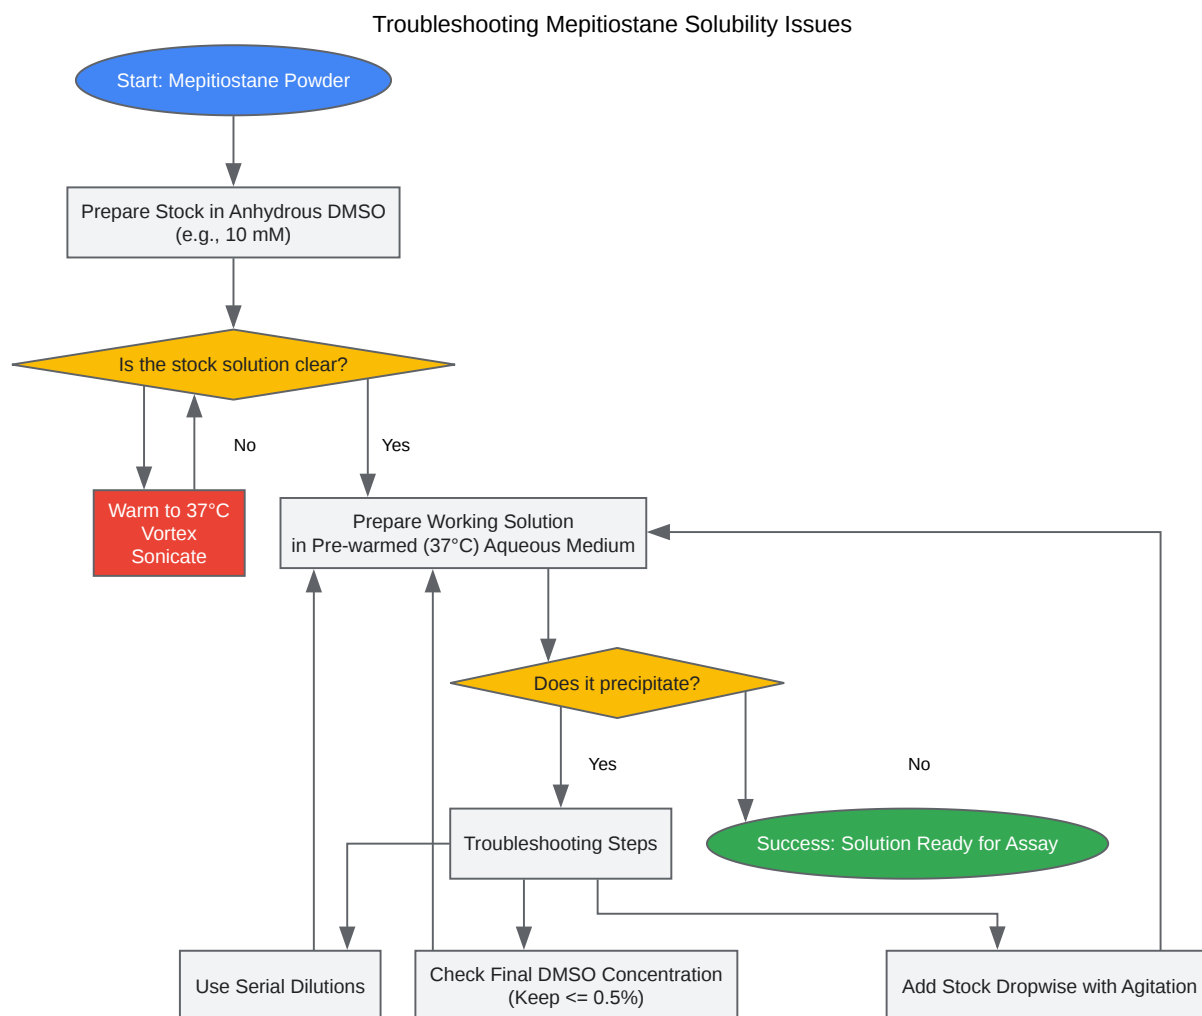 Troubleshooting Mepitiostane Solubility Issues
Start: Mepitiostane Powder
Prepare Stock in Anhydrous DMSO
(e.g., 10 mM)
Is the stock solution clear?
No
Yes
Warm to 37°C
Vortex
Sonicate
Prepare Working Solution
in Pre-warmed (37°C) Aqueous Medium
Does it precipitate?
Yes
No
Troubleshooting Steps
Success: Solution Ready for Assay
Use Serial Dilutions
Check Final DMSO Concentration
(Keep <= 0.5%)
Add Stock Dropwise with Agitation